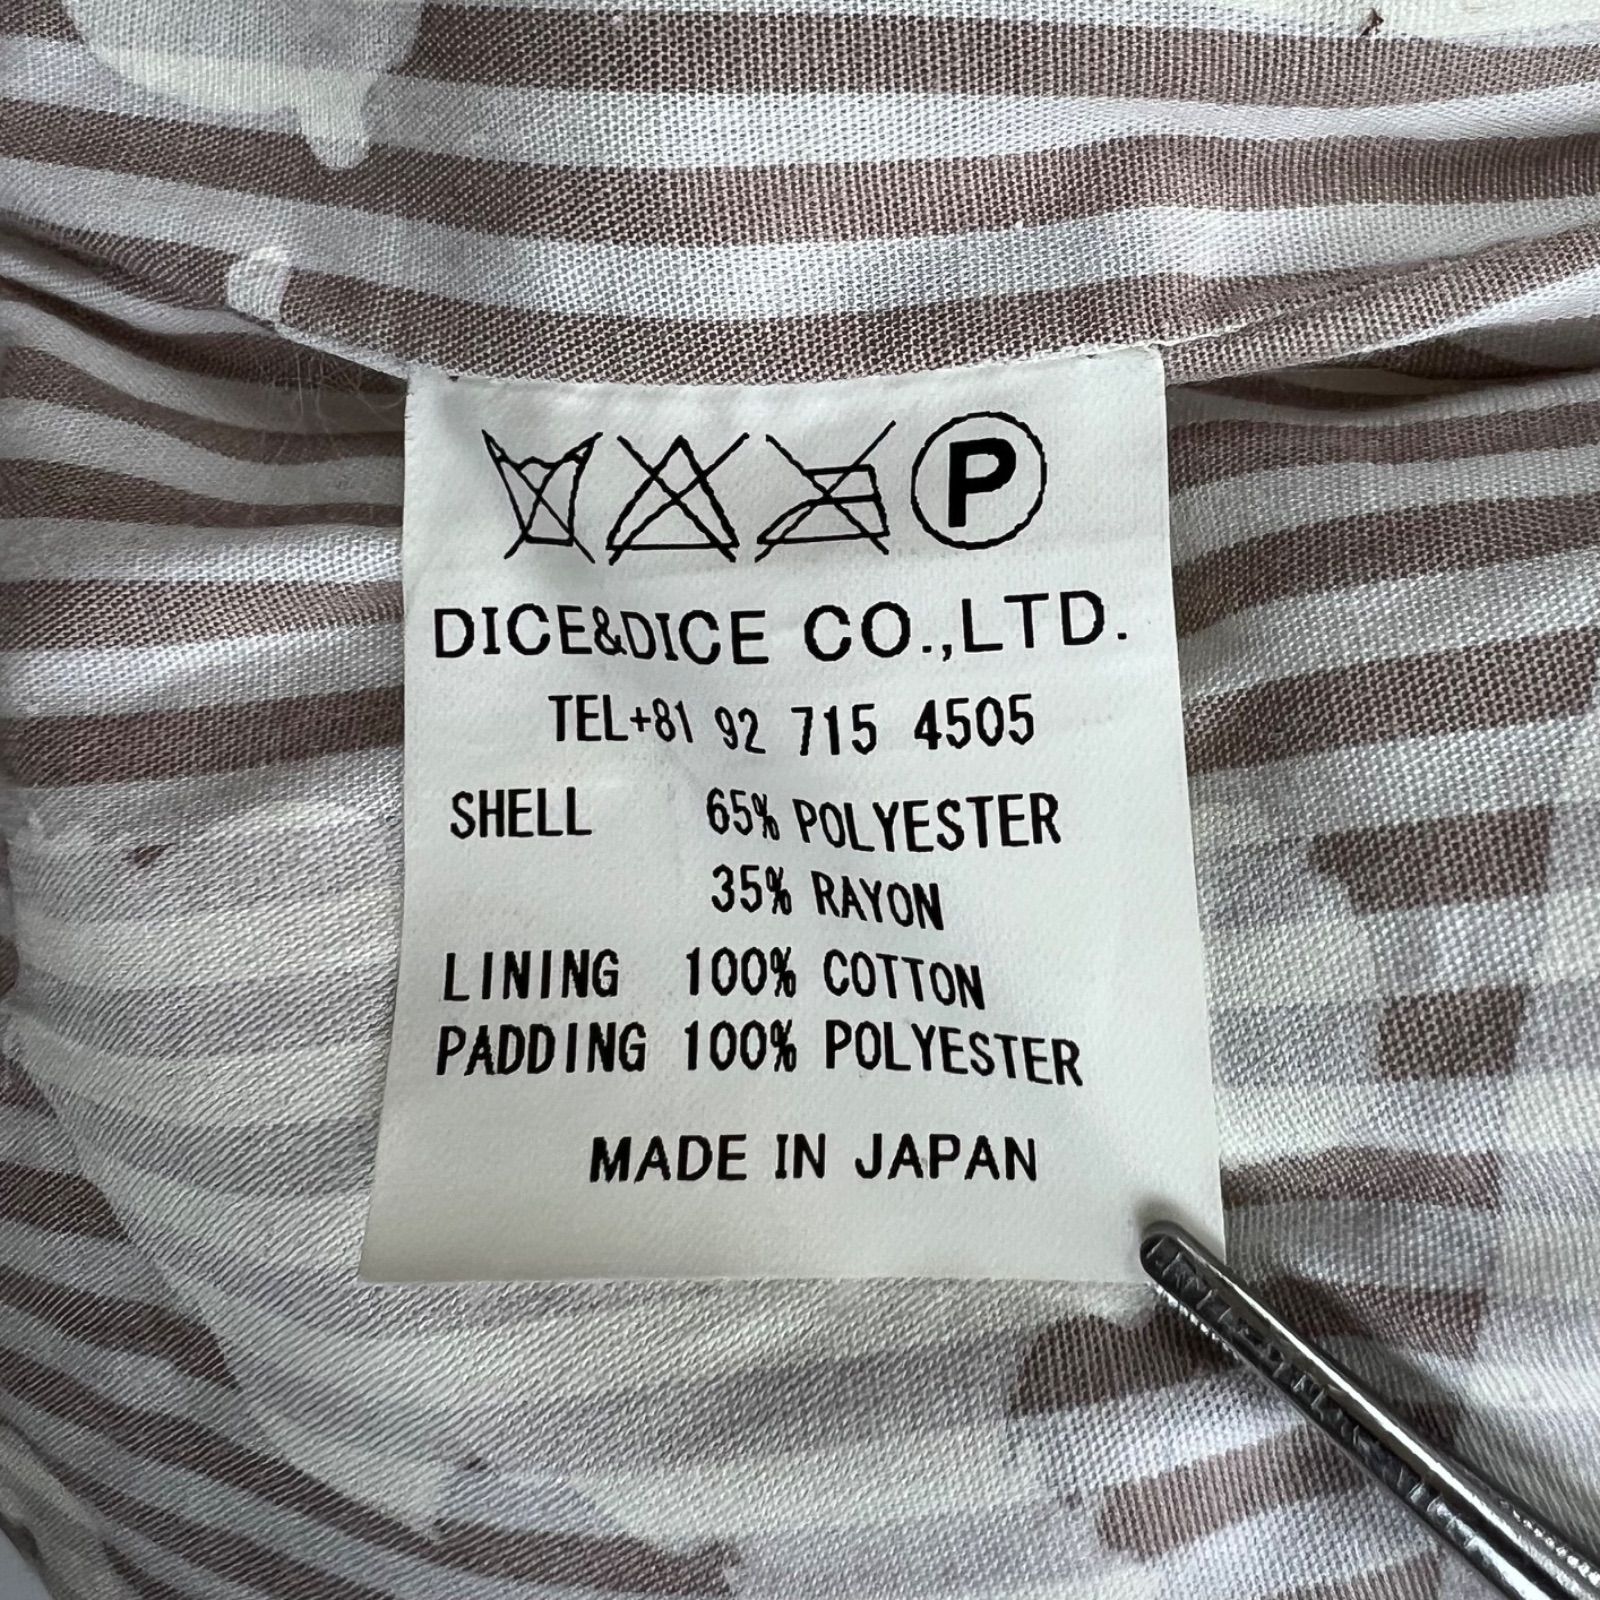 P
DICE&DICE CO.,LTD.
TEL+81 92 715 4505
SHELL 65% POLYESTER
35% RAYON
LINING 100% COTTON
PADDING 100% POLYESTER
MADE IN JAPAN